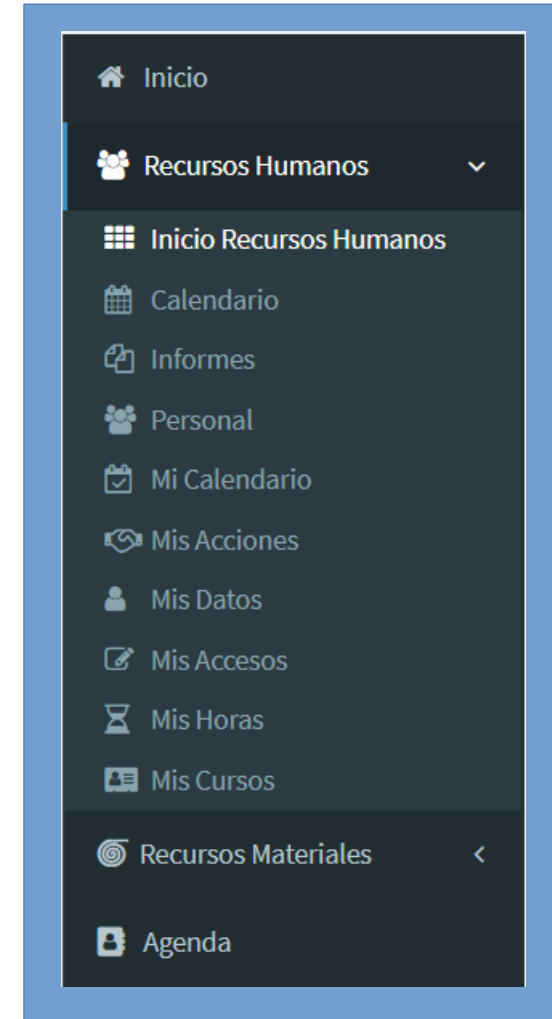 Inicio
Recursos Humanos
Inicio Recursos Humanos
Calendario
Informes
Personal
Mi Calendario
Mis Acciones
Mis Datos
Mis Accesos
Mis Horas
Mis Cursos
Recursos Materiales
Agenda